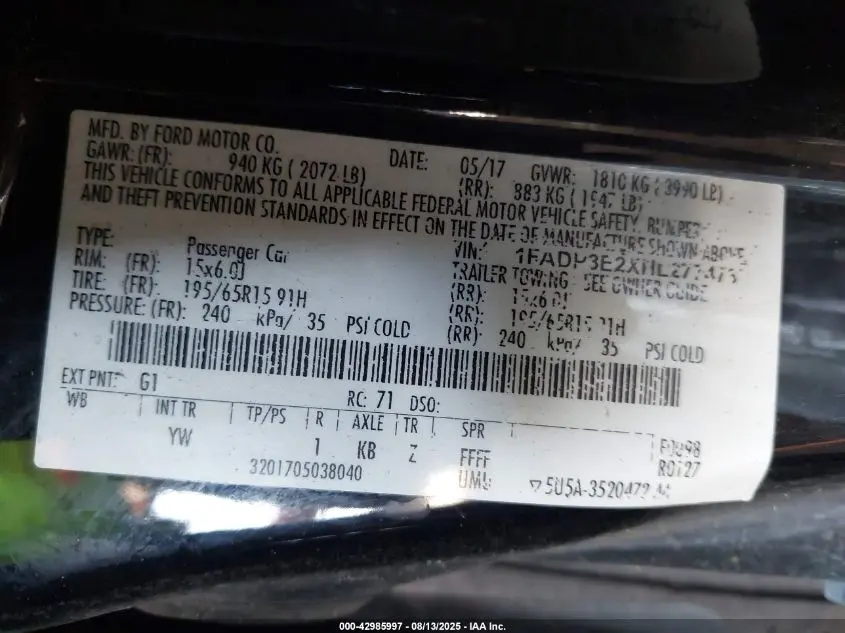 MFD. BY FORD MOTOR CO.
DATE: 05/17 GVWR: 1810 KG ( 3990 LB)
GAWR: (FR): 940 KG ( 2072 LB) (RR): 883 KG ( 1947 LB)
THIS VEHICLE CONFORMS TO ALL APPLICABLE FEDERAL MOTOR VEHICLE SAFETY, BUMPER,
AND THEFT PREVENTION STANDARDS IN EFFECT ON THE DATE OF MANUFACTURE SHOWN ABOVE.
VIN:
TYPE: Passenger Car TRAILER TOWING - SEE OWNER GUIDE
RIM: (FR): 15x6.0J (RR): 15x6.0J
TIRE: (FR): 195/65R15 91H (RR): 195/65R15 91H
PRESSURE: (FR): 240 kPa/ 35 PSI COLD (RR) 240 kPa/ 35 PSI COLD
EXT PNT: G1 RC: 71 DSO:
WB INT TR TP/PS R AXLE TR SPR
YW 1 KB Z FFFF
3201705038040 UMU
000-42985997 - 08/13/2025 - IAA Inc.